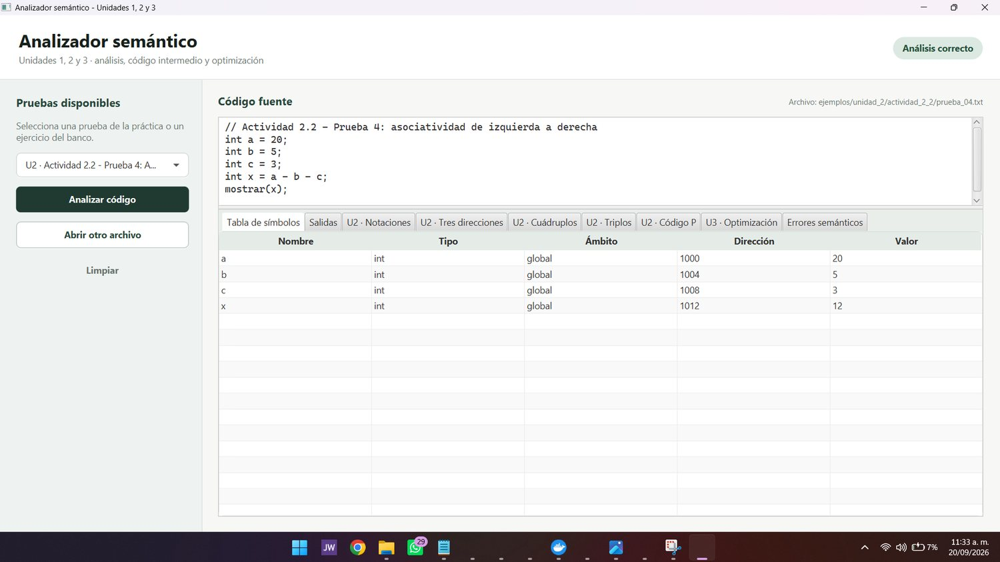 Analizador semántico - Unidades 1, 2 y 3
Analizador semántico
Unidades 1, 2 y 3 · análisis, código intermedio y optimización
Análisis correcto
Pruebas disponibles
Selecciona una prueba de la práctica o un
ejercicio del banco.
U2 · Actividad 2.2 - Prueba 4: A...
Analizar código
Abrir otro archivo
Limpiar
Código fuente
Archivo: ejemplos/unidad_2/actividad_2_2/prueba_04.txt
// Actividad 2.2 - Prueba 4: asociatividad de izquierda a derecha
int a = 20;
int b = 5;
int c = 3;
int x = a - b - c;
mostrar(x);
Tabla de símbolos Salidas U2 · Notaciones U2 · Tres direcciones U2 · Cuádruplos U2 · Triplos U2 · Código P U3 · Optimización Errores semánticos
Nombre Tipo Ámbito Dirección Valor
a int global 1000 20
b int global 1004 5
c int global 1008 3
x int global 1012 12
JW
29
7%
11:33 a. m.
20/09/2026